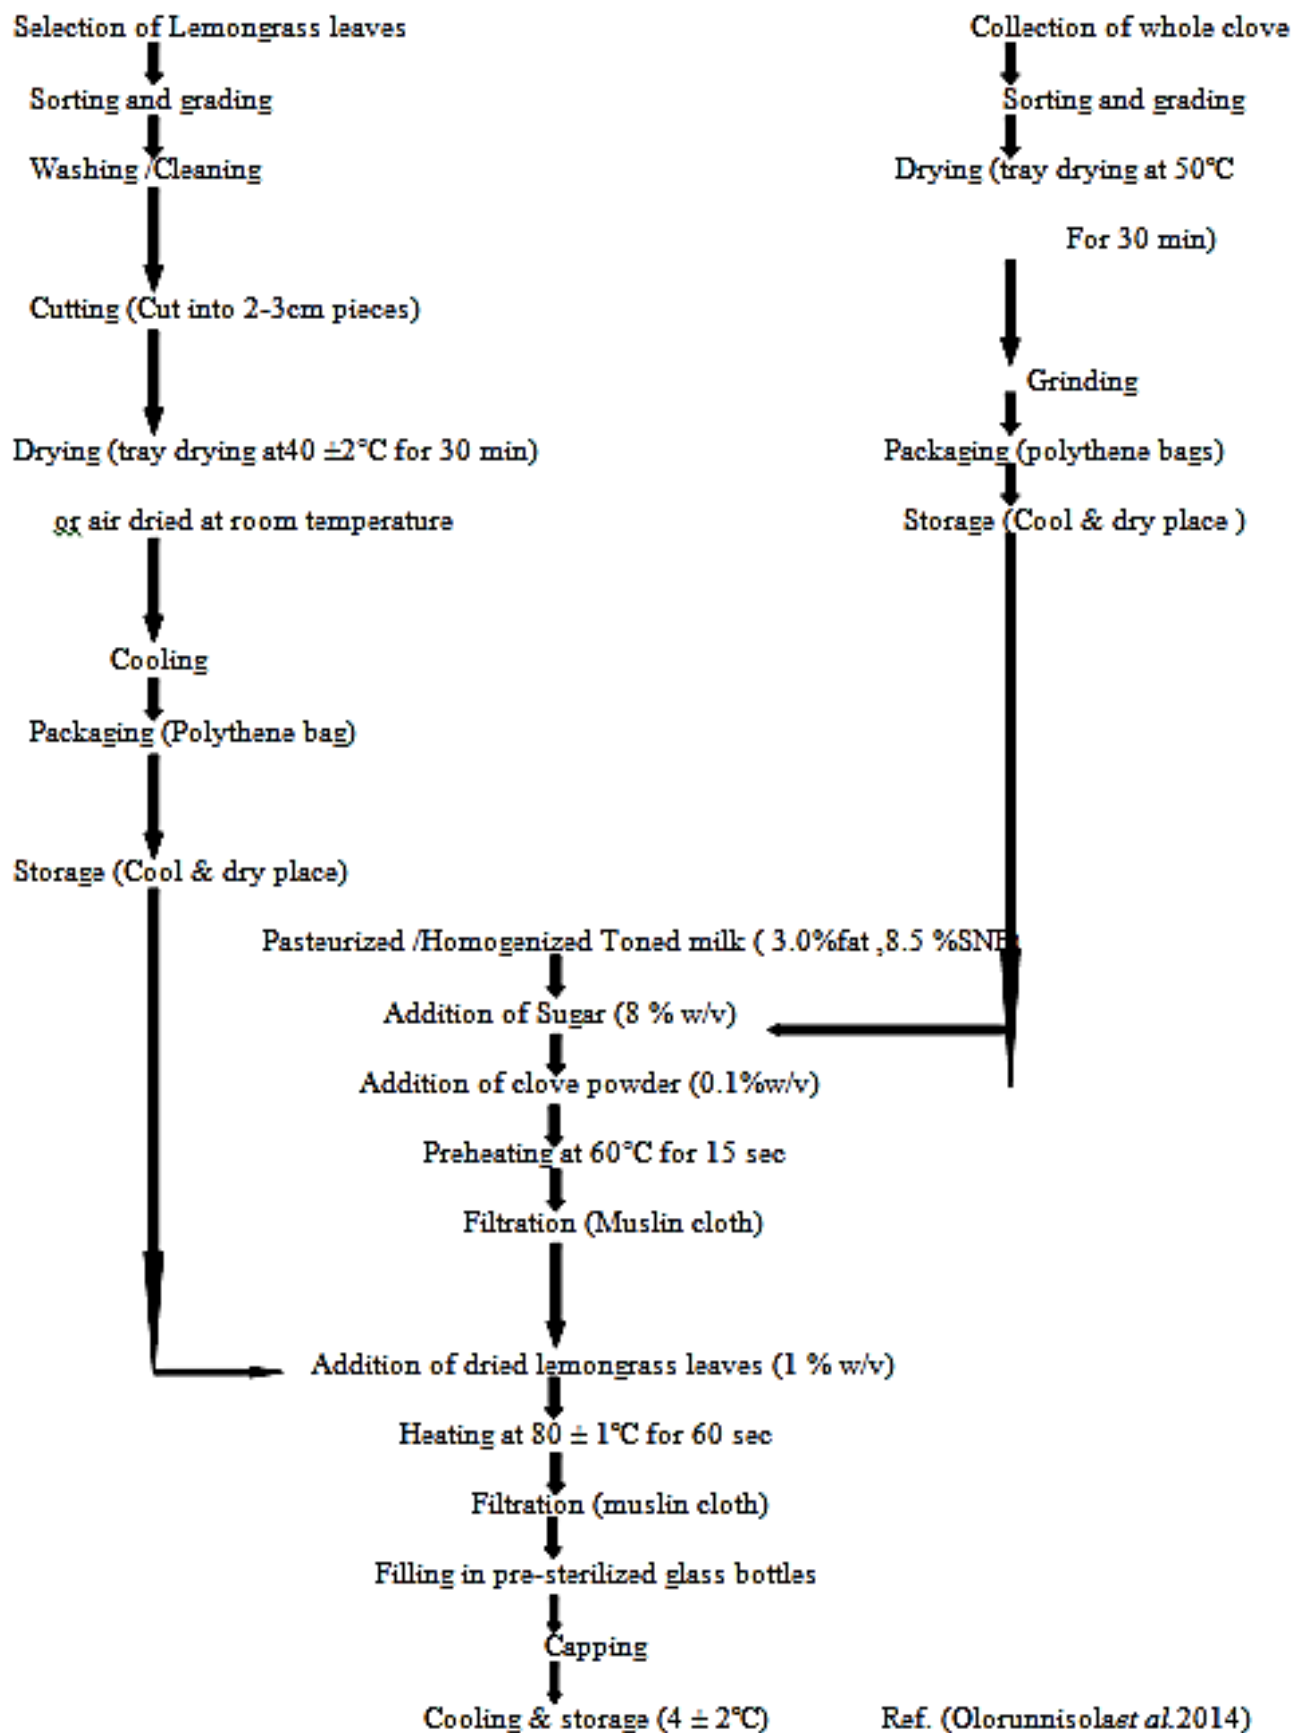 Selection of Lemongrass leaves
Collection of whole clove
Sorting and grading
Sorting and grading
Washing /Cleaning
Drying (tray drying at 50°C
For 30 min)
Cutting (Cut into 2-3cm pieces)
Grinding
Drying (tray drying at40 ±2°C for 30 min)
Packaging (polythene bags)
or air dried at room temperature
Storage (Cool & dry place )
Cooling
Packaging (Polythene bag)
Storage (Cool & dry place)
Pasteurized /Homogenized Toned milk ( 3.0%fat ,8.5 %SNF
Addition of Sugar (8 % w/v)
Addition of clove powder (0.1%w/v)
Preheating at 60°C for 15 sec
Filtration (Muslin cloth)
Addition of dried lemongrass leaves (1 % w/v)
Heating at 80 ± 1°C for 60 sec
Filtration (muslin cloth)
Filling in pre-sterilized glass bottles
Capping
Cooling & storage (4 ± 2°C)
Ref. (Olorunnisolaet al.2014)